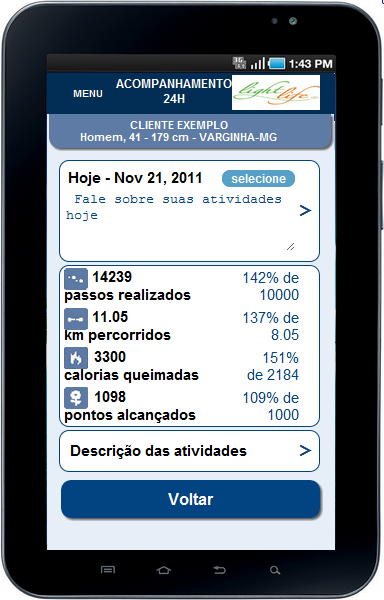 3G 1:43 PM
MENU
ACOMPANHAMENTO
24H
light life
CLIENTE EXEMPLO
Homem, 41 - 179 cm - VARGINHA-MG
Hoje - Nov 21, 2011 selecione
Fale sobre suas atividades
hoje
>
14239 142% de
passos realizados 10000
11.05 137% de
km percorridos 8.05
3300 151%
calorias queimadas de 2184
1098 109% de
pontos alcançados 1000
Descrição das atividades >
Voltar